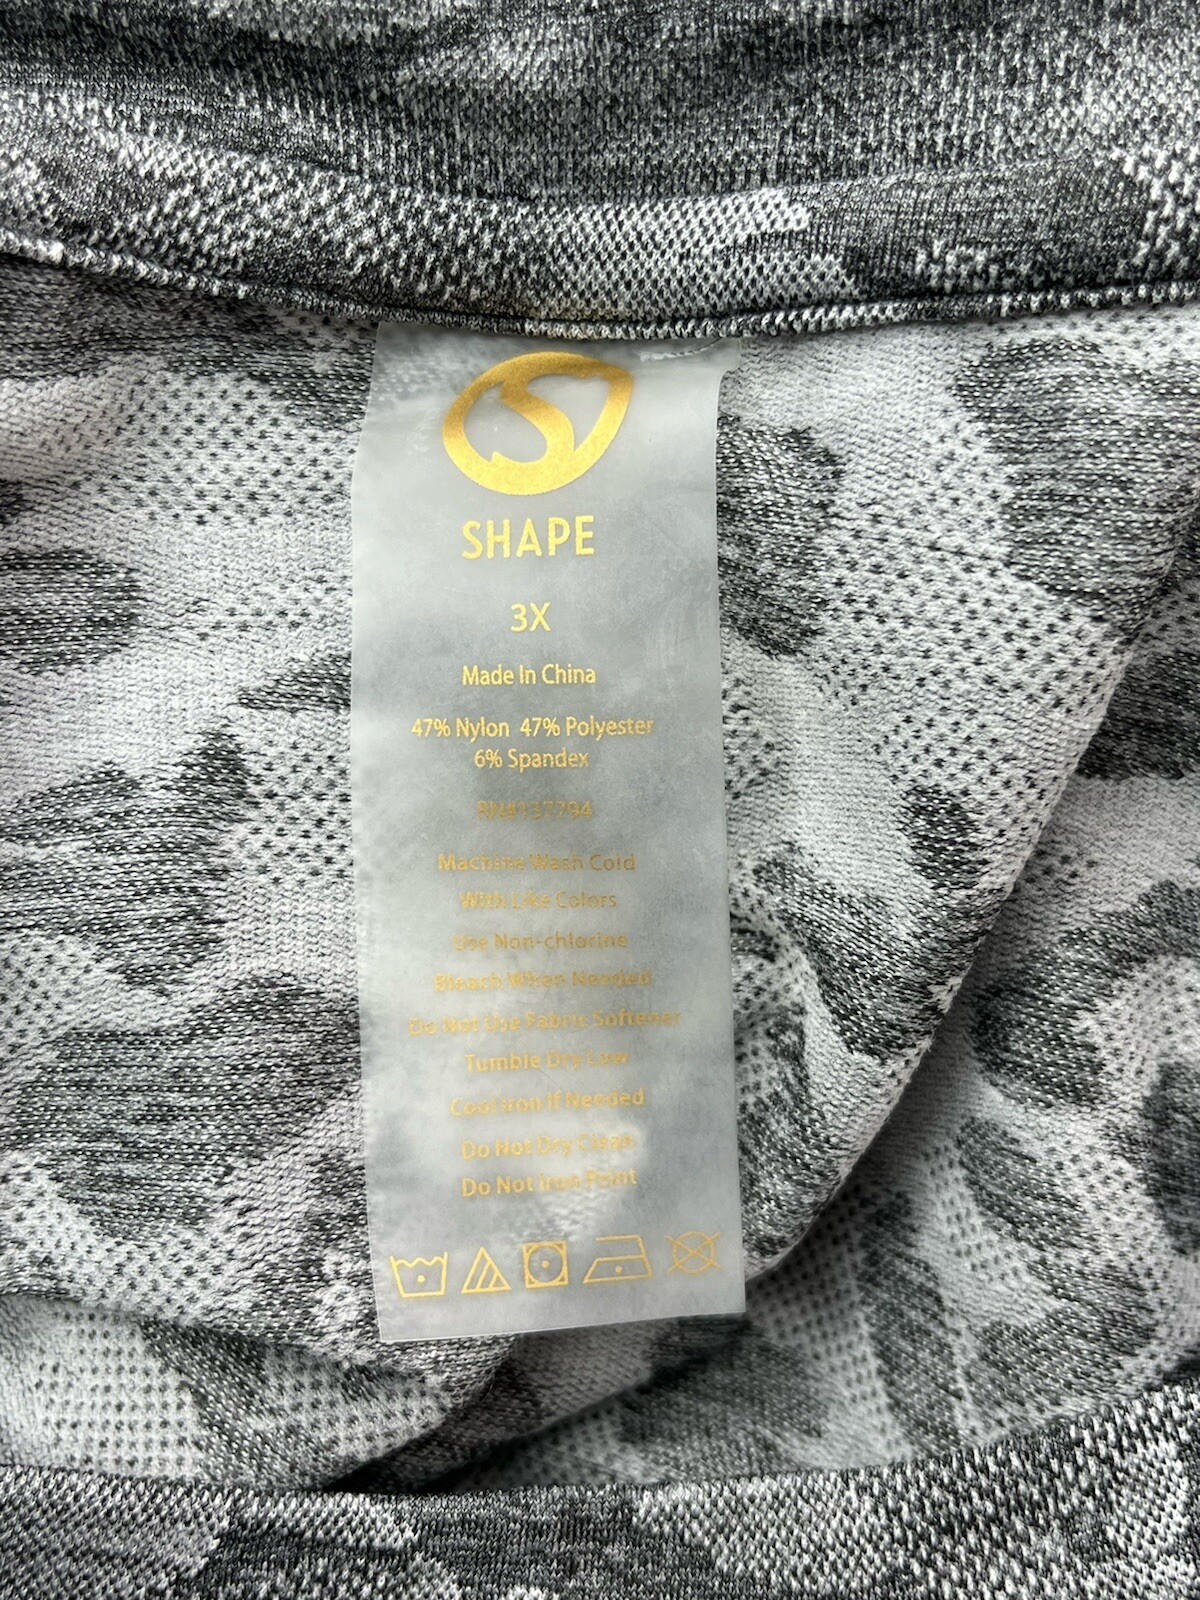 S
SHAPE
3X
Made In China
47% Nylon 47% Polyester
6% Spandex
RN#137794
Machine Wash Cold
With Like Colors
Use Non-chlorine
Bleach When Needed
Do Not Use Fabric Softener
Tumble Dry Low
Cool Iron If Needed
Do Not Dry Clean
Do Not Iron Print